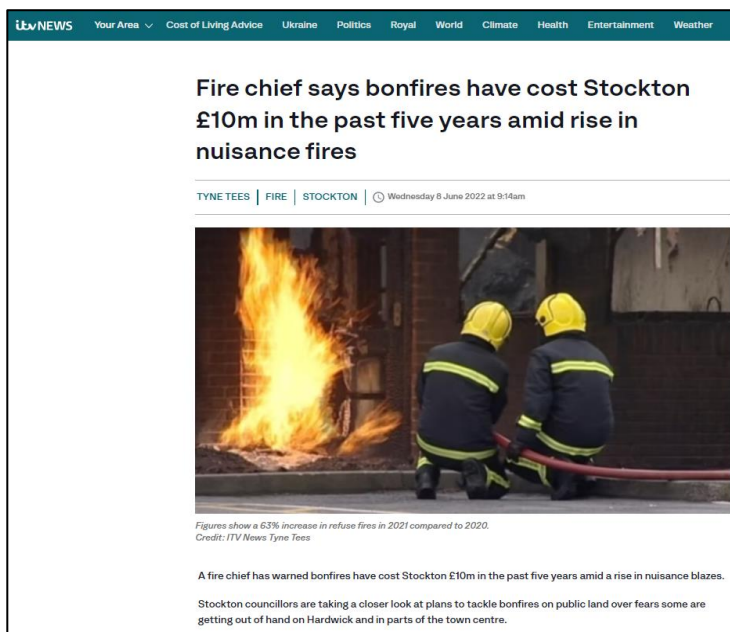 itv NEWS Your Area Cost of Living Advice Ukraine Politics Royal World Climate Health Entertainment Weather
Fire chief says bonfires have cost Stockton
£10m in the past five years amid rise in
nuisance fires
TYNE TEES | FIRE | STOCKTON | Wednesday 8 June 2022 at 9:14am
Figures show a 63% increase in refuse fires in 2021 compared to 2020.
Credit: ITV News Tyne Tees
A fire chief has warned bonfires have cost Stockton £10m in the past five years amid a rise in nuisance blazes.
Stockton councillors are taking a closer look at plans to tackle bonfires on public land over fears some are
getting out of hand on Hardwick and in parts of the town centre.